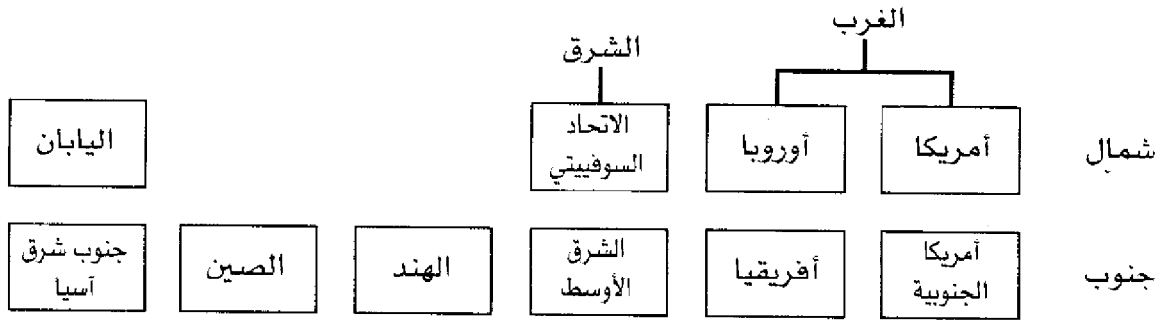 الغرب
الشرق
شمال
أمريكا
أوروبا
الاتحاد
السوفييتي
اليابان
جنوب
أمريكا
الجنوبية
أفريقيا
الشرق
الأوسط
الهند
الصين
جنوب شرق
آسيا